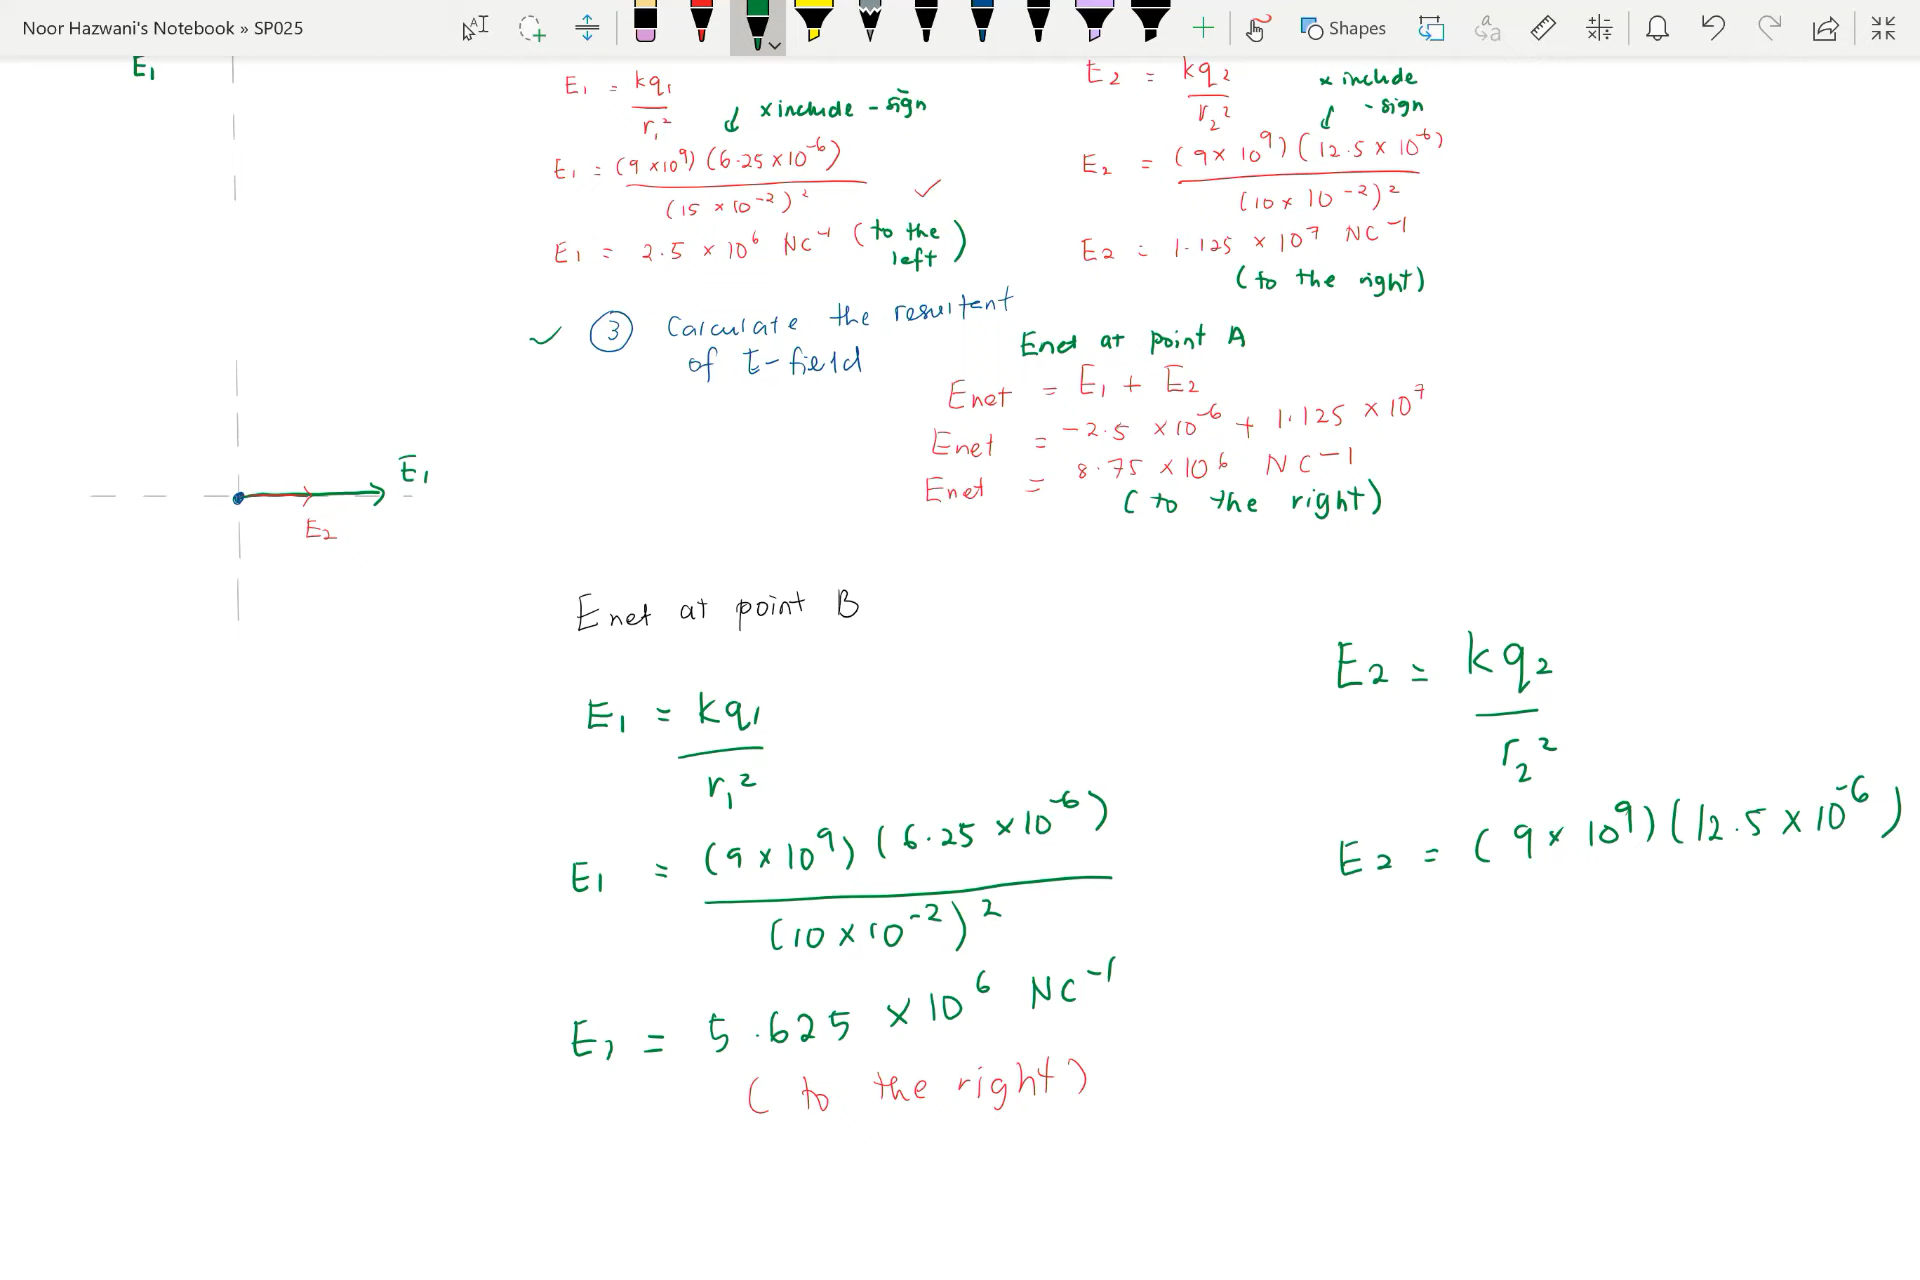 Noor Hazwani's Notebook » SP025
Shapes
E₁
E₁ = kq₁
r₁²
x include - sign
E₁ = (9 x 10⁹) (6.25 x 10⁻⁶)
(15 x 10⁻²)²
E₁ = 2.5 x 10⁶ NC⁻¹ (to the left)
E₂ = kq₂
r₂²
x include
- sign
E₂ = (9 x 10⁹) (12.5 x 10⁻⁶)
(10 x 10⁻²)²
E₂ = 1.125 x 10⁷ NC⁻¹
(to the right)
✓ ③ Calculate the resultent
of E-field
Enet at point A
Enet = E₁ + E₂
Enet = -2.5 x 10⁻⁶ + 1.125 x 10⁷
Enet = 8.75 x 10⁶ NC⁻¹
(to the right)
E₁
E₂
Enet at point B
E₁ = kq₁
r₁²
E₁ = (9 x 10⁹) (6.25 x 10⁻⁶)
(10 x 10⁻²)²
E₁ = 5.625 x 10⁶ NC⁻¹
(to the right)
E₂ = kq₂
r₂²
E₂ = (9 x 10⁹) (12.5 x 10⁻⁶)